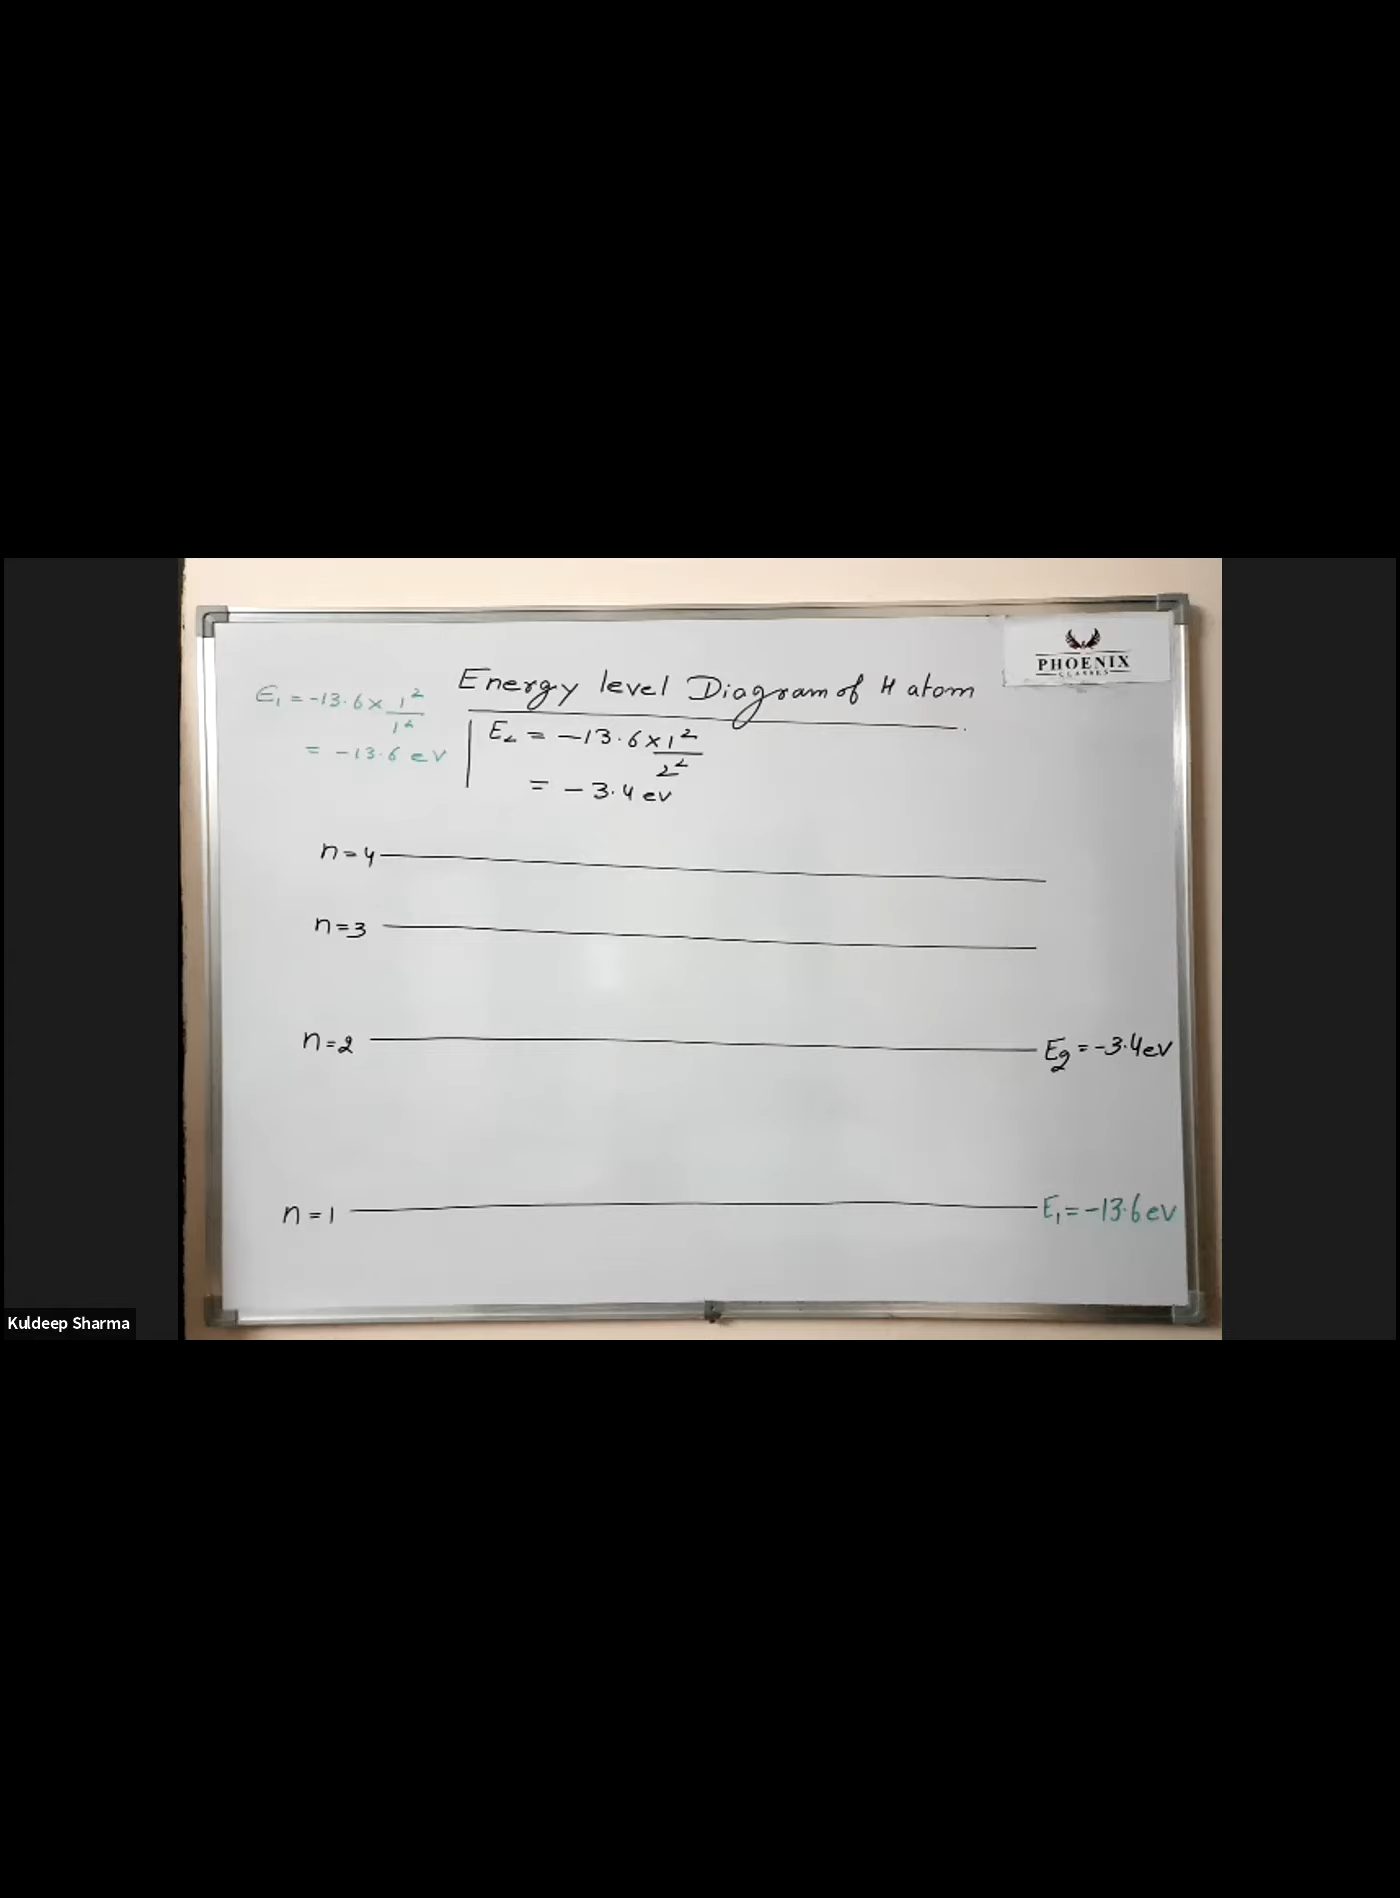 Energy level Diagram of H atom
PHOENIX
CLASSES
E₁ = -13.6 × 1²/1²
= -13.6 eV
E₂ = -13.6 × 1²/2²
= -3.4 ev
n=4
n=3
n=2 E₂ = -3.4eV
n=1 E₁ = -13.6 eV
Kuldeep Sharma